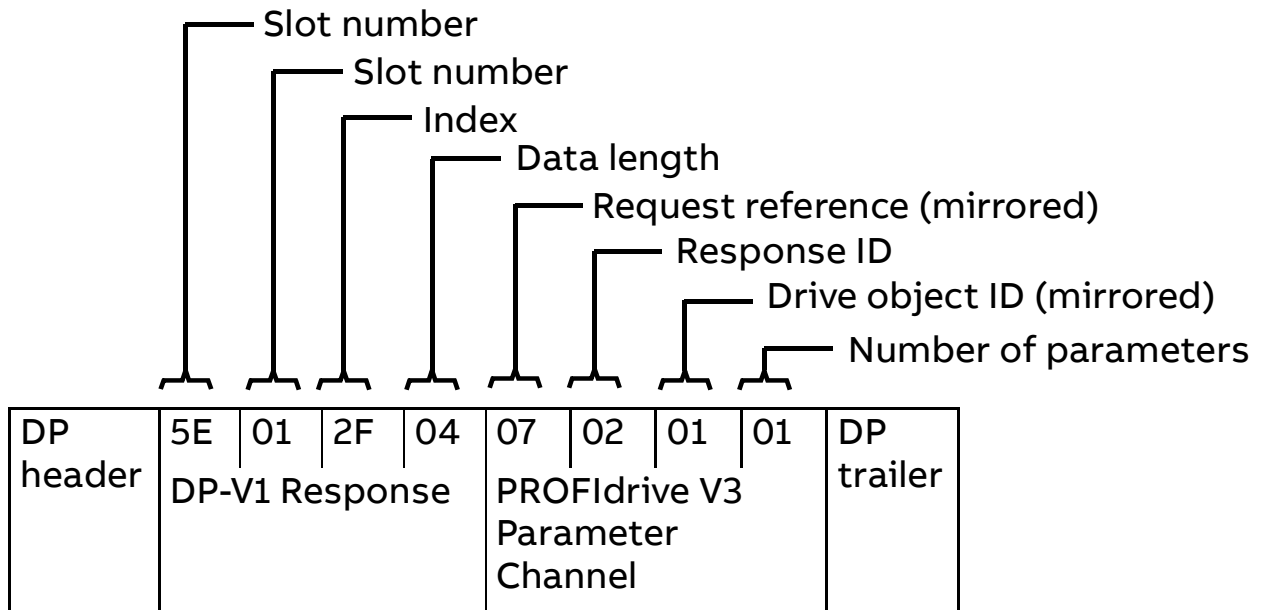 Slot number
Slot number
Index
Data length
Request reference (mirrored)
Response ID
Drive object ID (mirrored)
Number of parameters
DP header
5E 01 2F 04
DP-V1 Response
07 02 01 01
PROFIdrive V3
Parameter
Channel
DP trailer